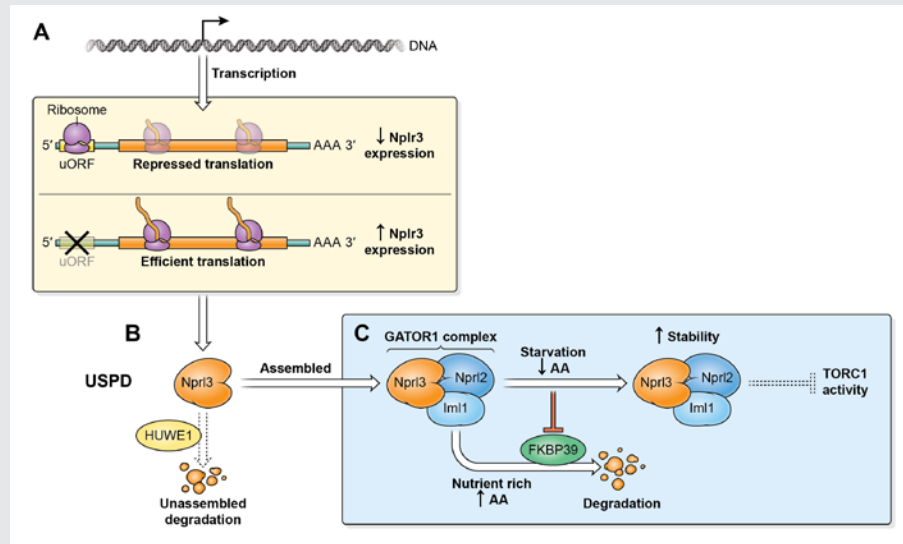 A
DNA
Transcription
Ribosome
5′
uORF
Repressed translation
AAA 3′
↓ Nplr3
expression
5′
uORF
Efficient translation
AAA 3′
↑ Nplr3
expression
B
USPD
Nprl3
Assembled
HUWE1
Unassembled
degradation
C
GATOR1 complex
Nprl3
Nprl2
Iml1
Starvation
↓ AA
FKBP39
Nutrient rich
↑ AA
Degradation
↑ Stability
Nprl3
Nprl2
Iml1
TORC1
activity